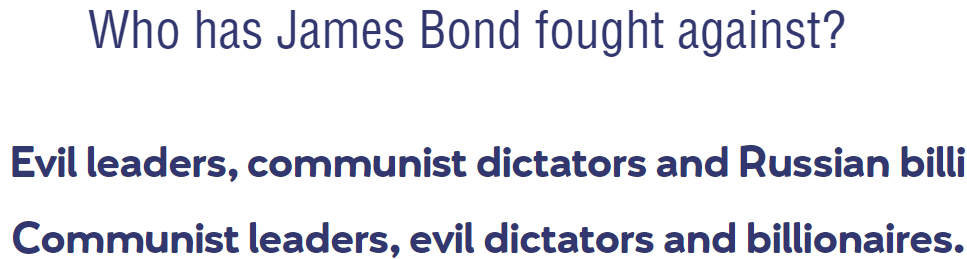 Who has James Bond fought against?
Evil leaders, communist dictators and Russian billi
Communist leaders, evil dictators and billionaires.